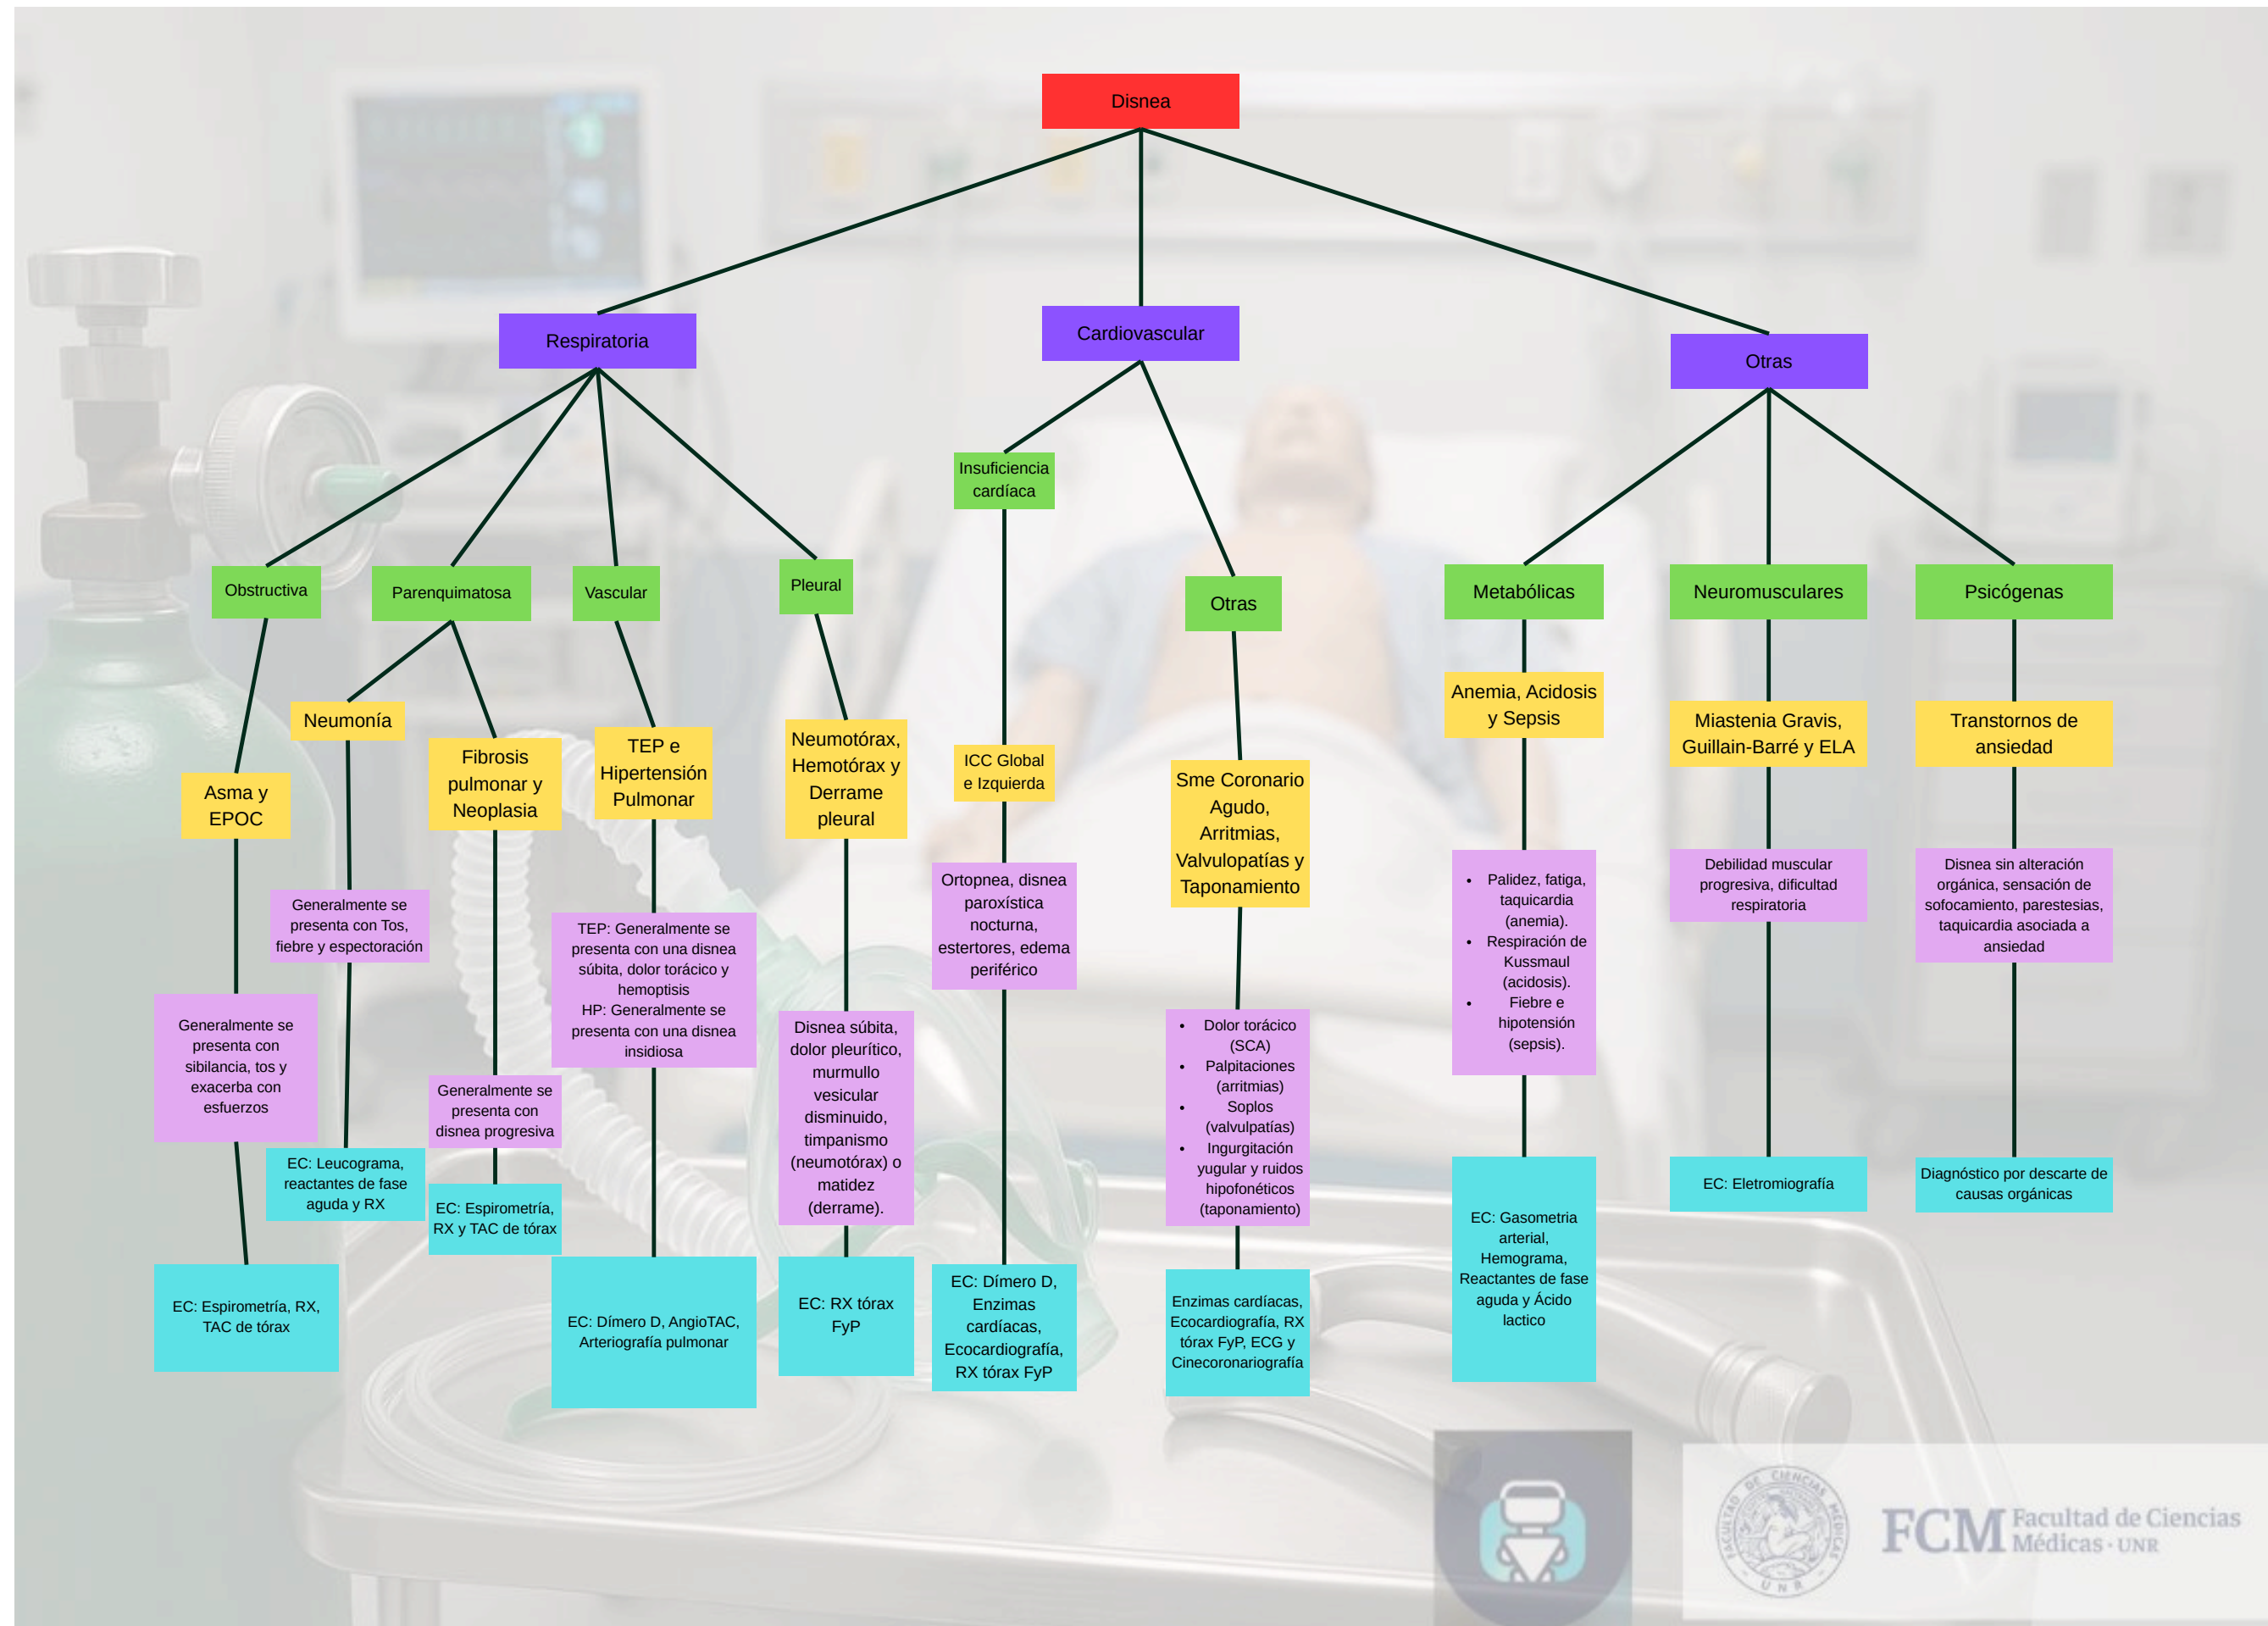 Disnea
Respiratoria
Cardiovascular
Otras
Insuficiencia
cardíaca
Obstructiva
Parenquimatosa
Vascular
Pleural
Otras
Metabólicas
Neuromusculares
Psicógenas
Asma y
EPOC
Neumonía
Fibrosis
pulmonar y
Neoplasia
TEP e
Hipertensión
Pulmonar
Neumotórax,
Hemotórax y
Derrame
pleural
ICC Global
e Izquierda
Sme Coronario
Agudo,
Arritmias,
Valvulopatías y
Taponamiento
Anemia, Acidosis
y Sepsis
Miastenia Gravis,
Guillain-Barré y ELA
Transtornos de
ansiedad
Generalmente se
presenta con
sibilancia, tos y
exacerba con
esfuerzos
Generalmente se
presenta con Tos,
fiebre y espectoración
Generalmente se
presenta con
disnea progresiva
TEP: Generalmente se
presenta con una disnea
súbita, dolor torácico y
hemoptisis
HP: Generalmente se
presenta con una disnea
insidiosa
Disnea súbita,
dolor pleurítico,
murmullo
vesicular
disminuido,
timpanismo
(neumotórax) o
matidez
(derrame).
Ortopnea, disnea
paroxística
nocturna,
estertores, edema
periférico
• Dolor torácico
(SCA)
• Palpitaciones
(arritmias)
• Soplos
(valvulpatías)
• Ingurgitación
yugular y ruidos
hipofonéticos
(taponamiento)
• Palidez, fatiga,
taquicardia
(anemia).
• Respiración de
Kussmaul
(acidosis).
• Fiebre e
hipotensión
(sepsis).
Debilidad muscular
progresiva, dificultad
respiratoria
Disnea sin alteración
orgánica, sensación de
sofocamiento, parestesias,
taquicardia asociada a
ansiedad
EC: Espirometría, RX,
TAC de tórax
EC: Leucograma,
reactantes de fase
aguda y RX
EC: Espirometría,
RX y TAC de tórax
EC: Dímero D, AngioTAC,
Arteriografía pulmonar
EC: RX tórax
FyP
EC: Dímero D,
Enzimas
cardíacas,
Ecocardiografía,
RX tórax FyP
Enzimas cardíacas,
Ecocardiografía, RX
tórax FyP, ECG y
Cinecoronariografía
EC: Gasometria
arterial,
Hemograma,
Reactantes de fase
aguda y Ácido
lactico
EC: Eletromiografía
Diagnóstico por descarte de
causas orgánicas
FACULTAD DE CIENCIAS MÉDICAS
UNR
FCM Facultad de Ciencias
Médicas · UNR